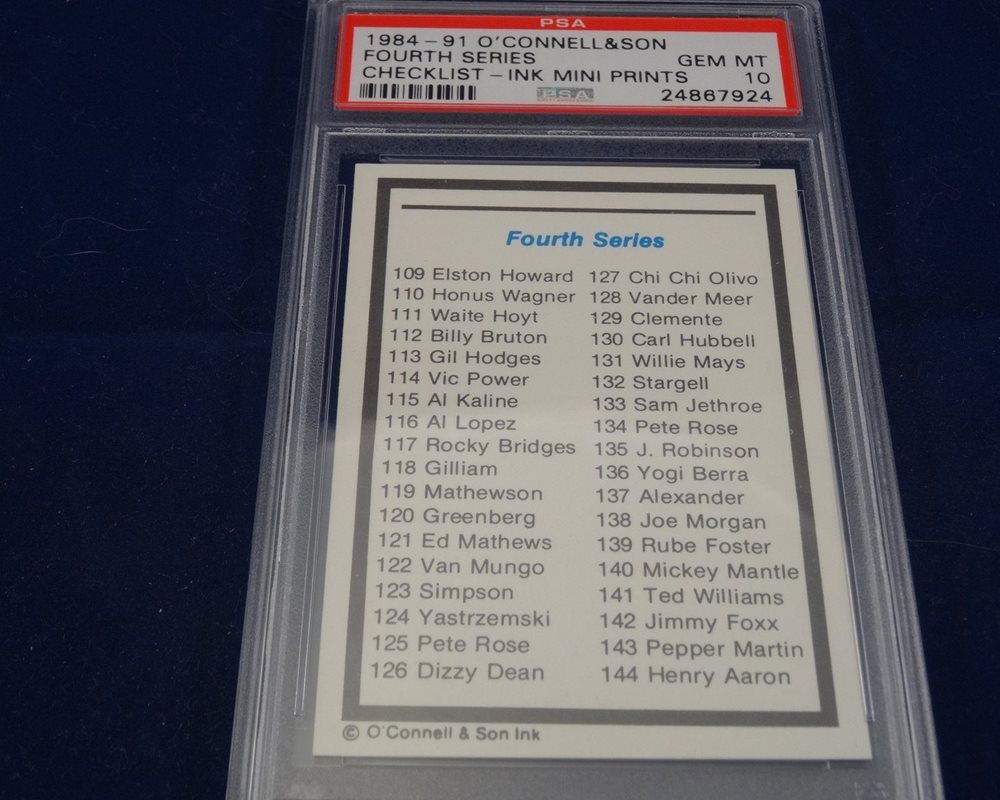 PSA
1984-91 O'CONNELL&SON
FOURTH SERIES GEM MT
CHECKLIST-INK MINI PRINTS 10
PSA 24867924
Fourth Series
109 Elston Howard
110 Honus Wagner
111 Waite Hoyt
112 Billy Bruton
113 Gil Hodges
114 Vic Power
115 Al Kaline
116 Al Lopez
117 Rocky Bridges
118 Gilliam
119 Mathewson
120 Greenberg
121 Ed Mathews
122 Van Mungo
123 Simpson
124 Yastrzemski
125 Pete Rose
126 Dizzy Dean
127 Chi Chi Olivo
128 Vander Meer
129 Clemente
130 Carl Hubbell
131 Willie Mays
132 Stargell
133 Sam Jethroe
134 Pete Rose
135 J. Robinson
136 Yogi Berra
137 Alexander
138 Joe Morgan
139 Rube Foster
140 Mickey Mantle
141 Ted Williams
142 Jimmy Foxx
143 Pepper Martin
144 Henry Aaron
© O'Connell & Son Ink